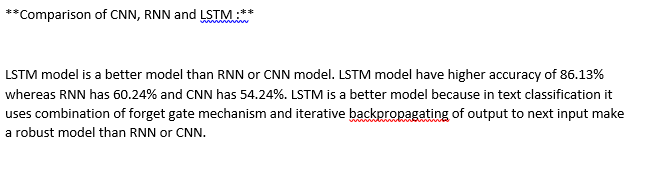 **Comparison of CNN, RNN and LSTM :**
LSTM model is a better model than RNN or CNN model. LSTM model have higher accuracy of 86.13%
whereas RNN has 60.24% and CNN has 54.24%. LSTM is a better model because in text classification it
uses combination of forget gate mechanism and iterative backpropagating of output to next input make
a robust model than RNN or CNN.